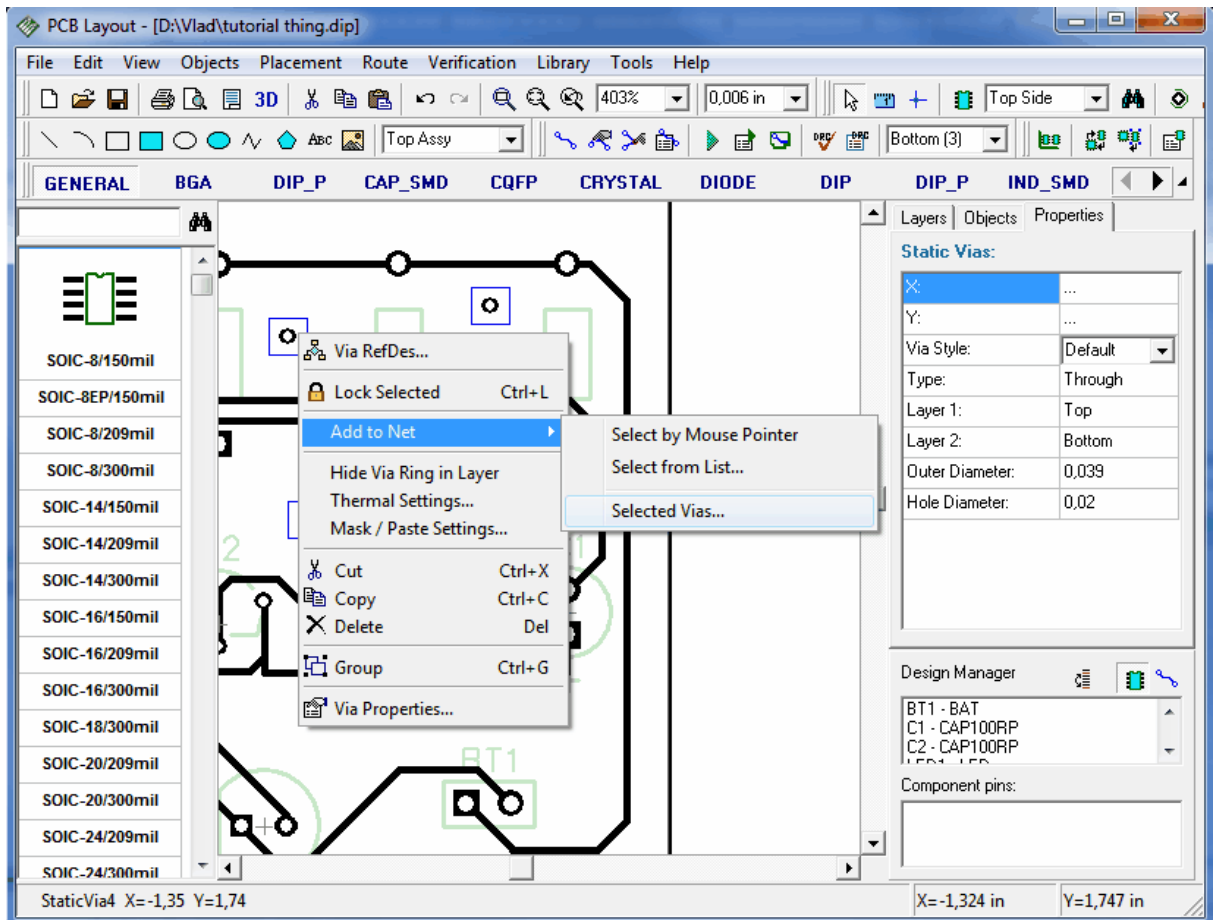 PCB Layout - [D:\Vlad\tutorial thing.dip]
File Edit View Objects Placement Route Verification Library Tools Help
3D 403% 0,006 in Top Side
ABC Top Assy DRC DRC Bottom (3)
GENERAL BGA DIP_P CAP_SMD CQFP CRYSTAL DIODE DIP DIP_P IND_SMD
Layers Objects Properties
Static Vias:
X: ...
Y: ...
Via Style: Default
Type: Through
Layer 1: Top
Layer 2: Bottom
Outer Diameter: 0,039
Hole Diameter: 0,02
SOIC-8/150mil
SOIC-8EP/150mil
SOIC-8/209mil
SOIC-8/300mil
SOIC-14/150mil
SOIC-14/209mil
SOIC-14/300mil
SOIC-16/150mil
SOIC-16/209mil
SOIC-16/300mil
SOIC-18/300mil
SOIC-20/209mil
SOIC-20/300mil
SOIC-24/209mil
SOIC-24/300mil
Via RefDes...
Lock Selected Ctrl+L
Add to Net
Hide Via Ring in Layer
Thermal Settings...
Mask / Paste Settings...
Cut Ctrl+X
Copy Ctrl+C
Delete Del
Group Ctrl+G
Via Properties...
Select by Mouse Pointer
Select from List...
Selected Vias...
2
1
BT1
Design Manager
BT1 - BAT
C1 - CAP100RP
C2 - CAP100RP
LED1 - LED
Component pins:
StaticVia4 X=-1,35 Y=1,74
X=-1,324 in Y=1,747 in